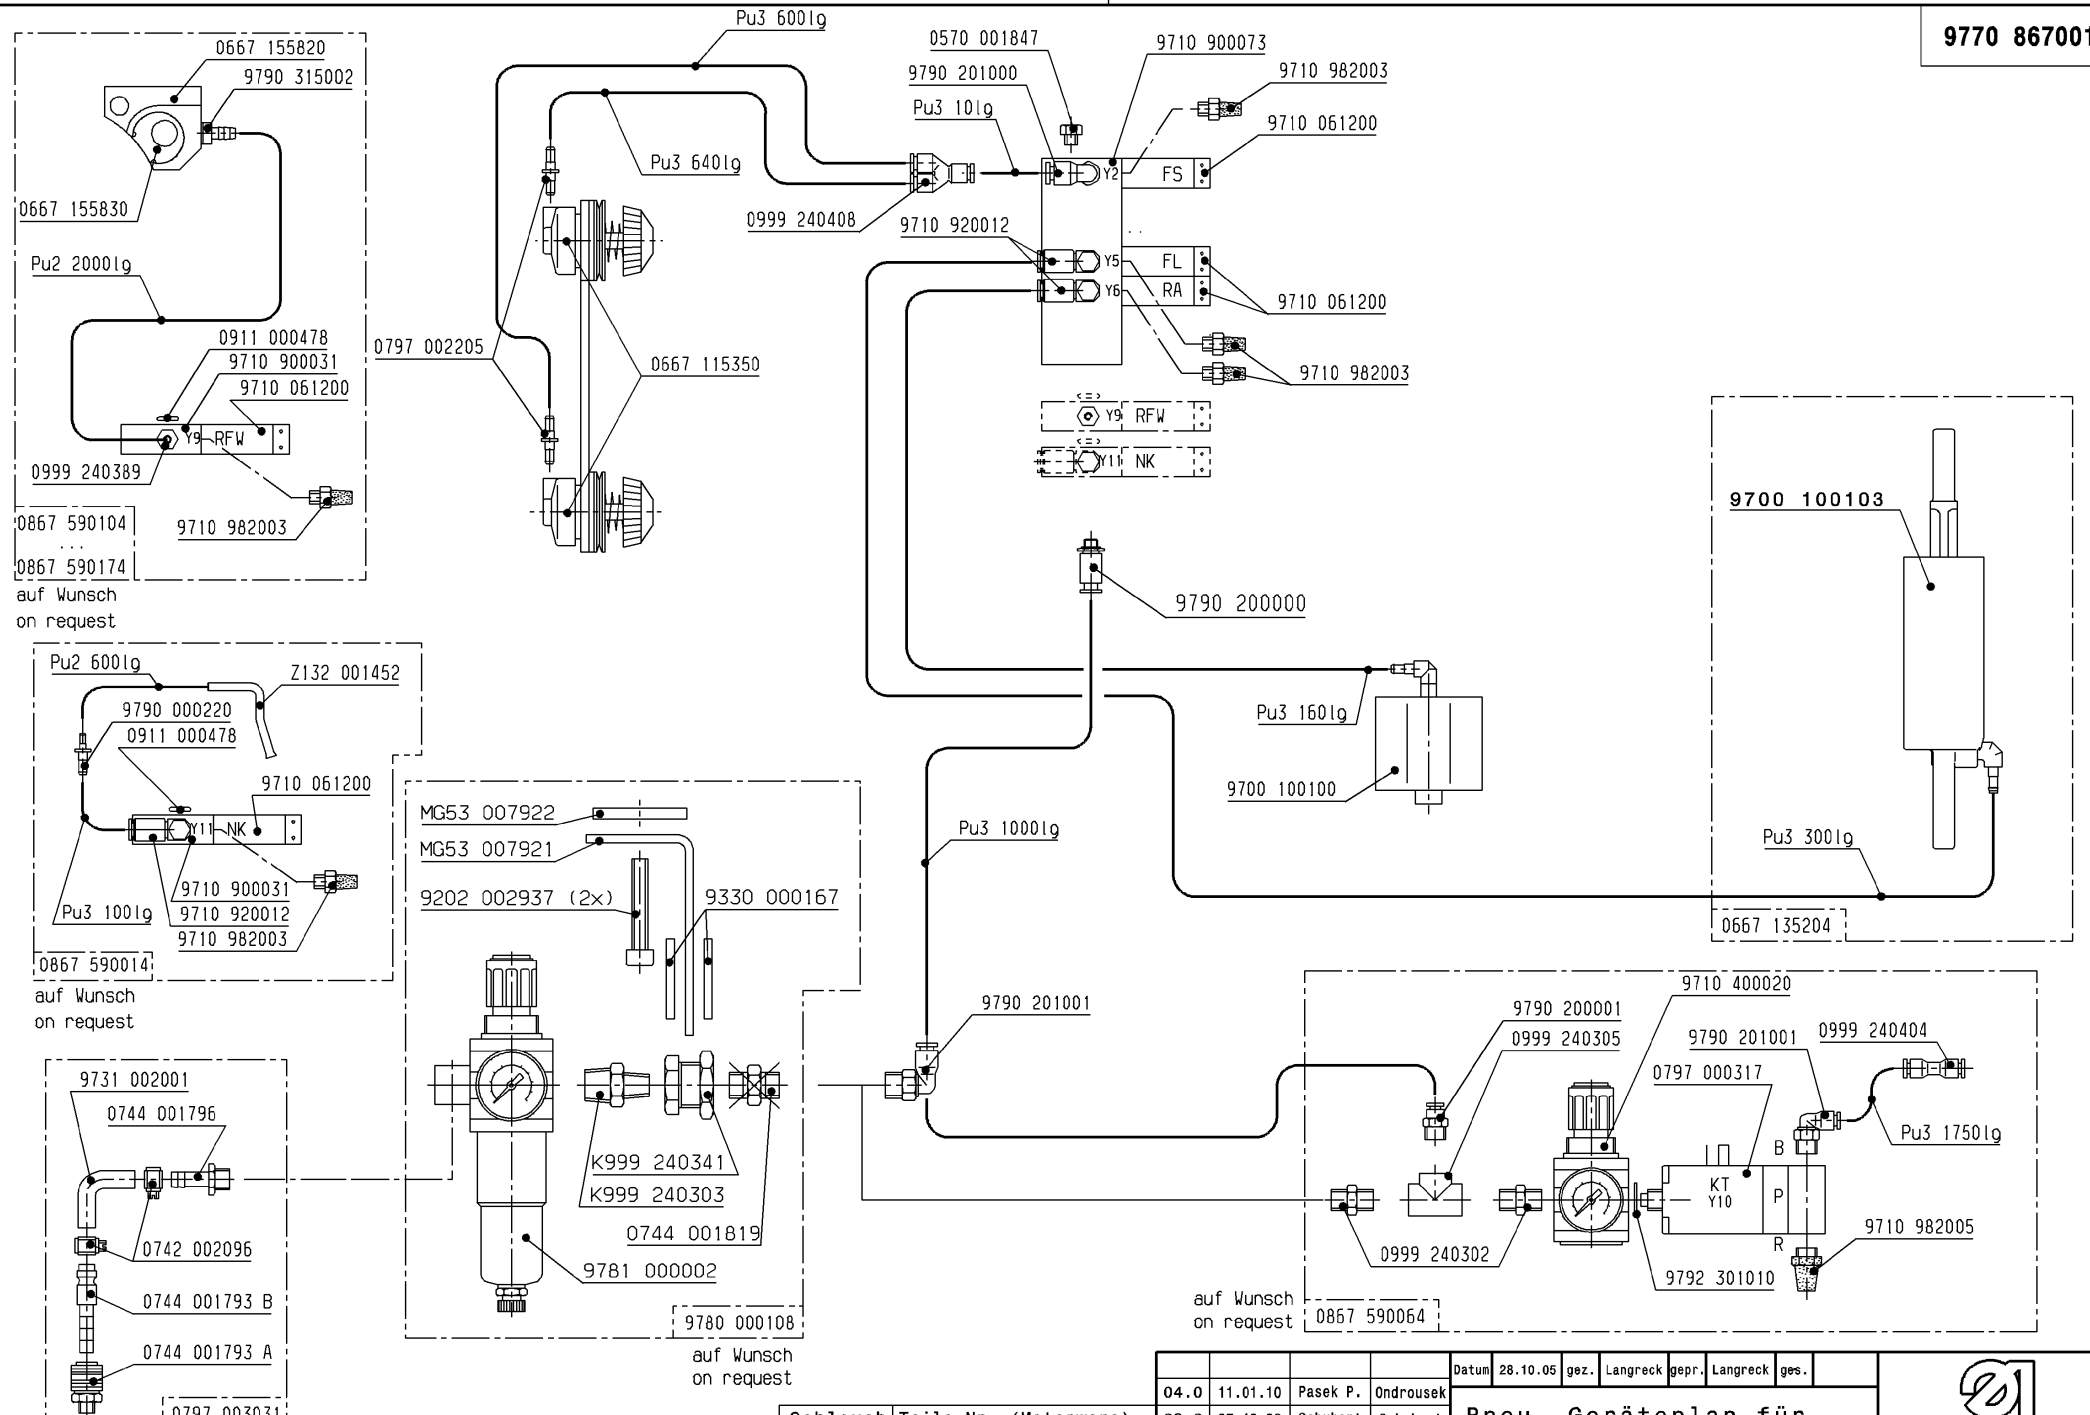 9770 867001
0667 155820
9790 315002
0667 155830
Pu2 2000lg
0911 000478
9710 900031
9710 061200
Y9
RFW
0999 240389
9710 982003
0867 590104
...
0867 590174
auf Wunsch
on request
Pu3 600lg
Pu3 640lg
0797 002205
0667 115350
0999 240408
0570 001847
9790 201000
Pu3 10lg
9710 900073
9710 982003
9710 061200
Y2
FS
9710 920012
Y5
FL
Y6
RA
9710 061200
9710 982003
Y9
RFW
Y11
NK
9790 200000
Pu3 160lg
9700 100100
9700 100103
Pu3 300lg
0667 135204
Pu2 600lg
Z132 001452
9790 000220
0911 000478
9710 061200
Y11
NK
9710 900031
Pu3 100lg
9710 920012
9710 982003
0867 590014
auf Wunsch
on request
MG53 007922
MG53 007921
9202 002937 (2x)
9330 000167
K999 240341
K999 240303
0744 001819
9781 000002
9780 000108
auf Wunsch
on request
Pu3 1000lg
9790 201001
9731 002001
0744 001796
0742 002096
0744 001793 B
0744 001793 A
0797 003031
9710 400020
9790 200001
0999 240305
9790 201001
0999 240404
0797 000317
Pu3 1750lg
B
KT
Y10
P
R
9710 982005
0999 240302
9792 301010
0867 590064
auf Wunsch
on request
Datum 28.10.05 gez. Langreck gepr. Langreck ges.
04.0 11.01.10 Pasek P. Ondrousek
Schlauch Teile-Nr. (Meterware)
Pneu. Geräteplan für